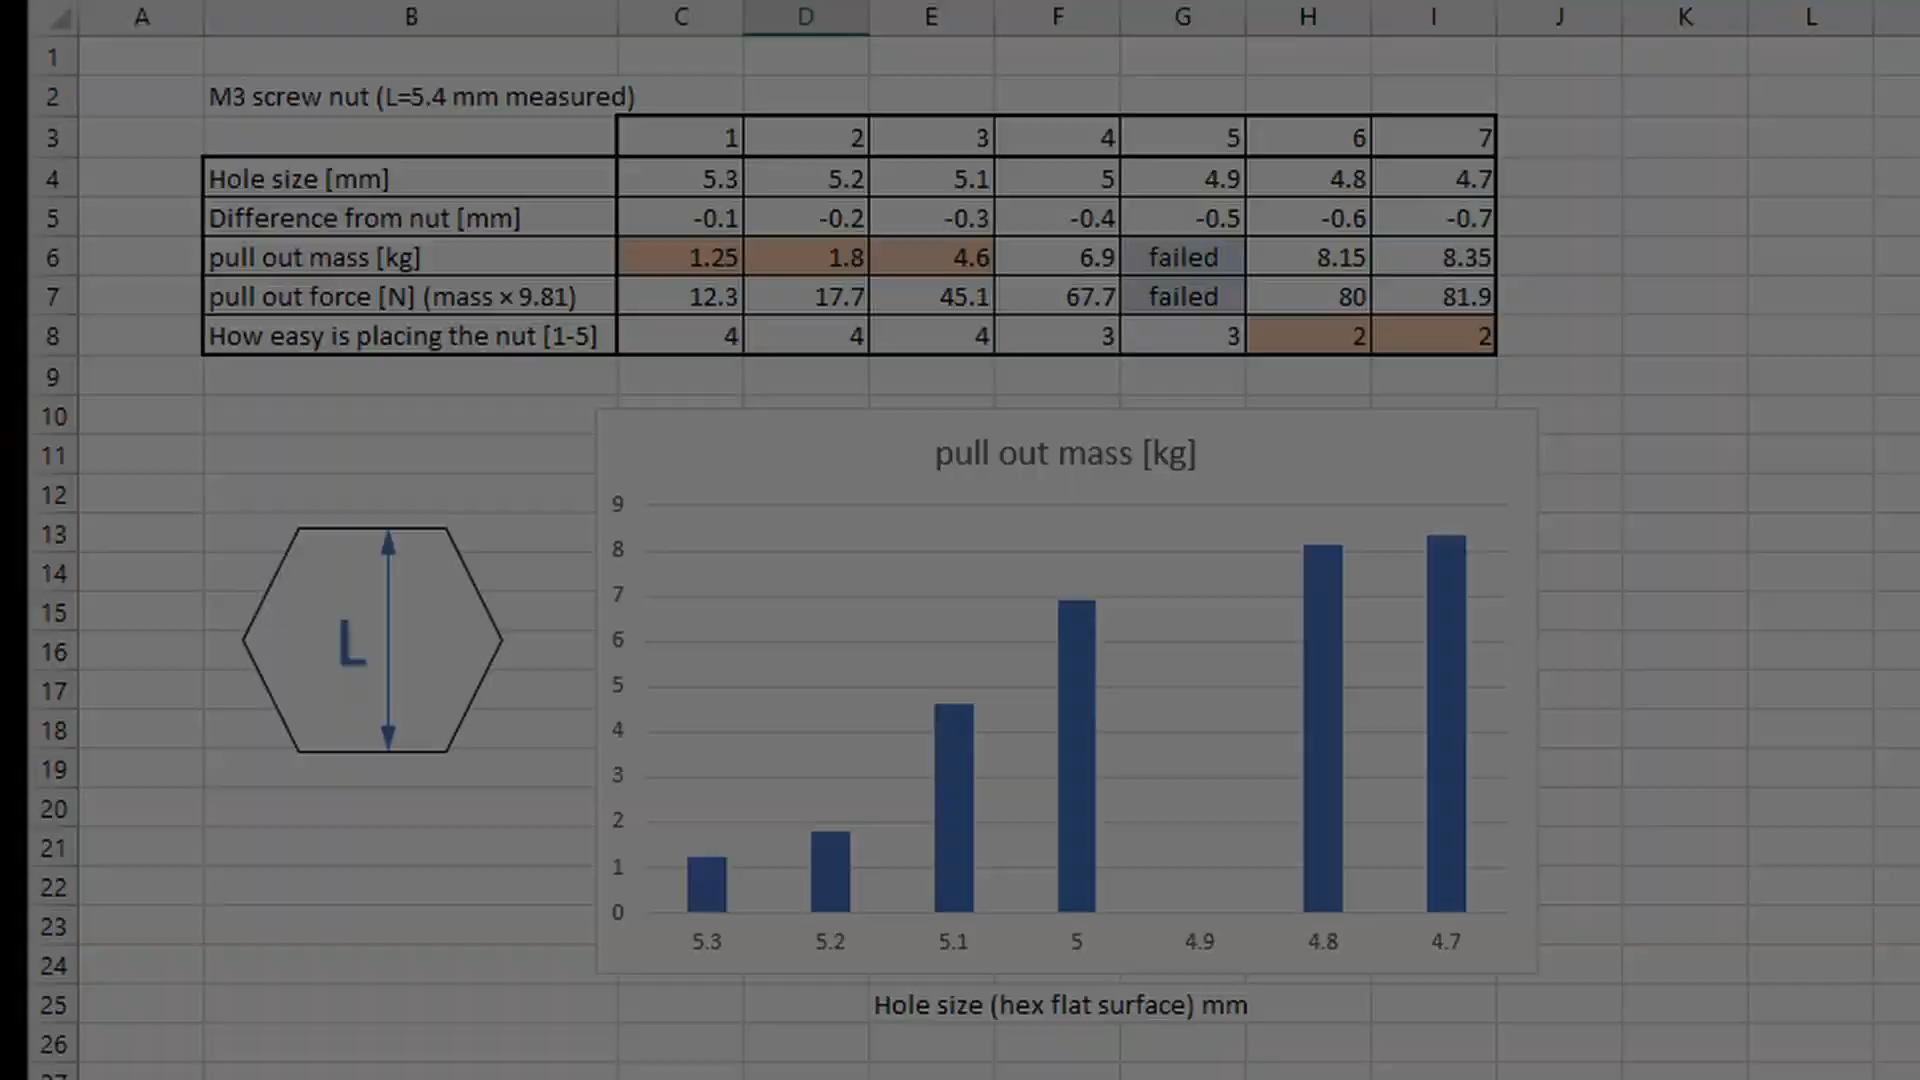 A B C D E F G H I J K L
1
2 M3 screw nut (L=5.4 mm measured)
3 1 2 3 4 5 6 7
4 Hole size [mm] 5.3 5.2 5.1 5 4.9 4.8 4.7
5 Difference from nut [mm] -0.1 -0.2 -0.3 -0.4 -0.5 -0.6 -0.7
6 pull out mass [kg] 1.25 1.8 4.6 6.9 failed 8.15 8.35
7 pull out force [N] (mass × 9.81) 12.3 17.7 45.1 67.7 failed 80 81.9
8 How easy is placing the nut [1-5] 4 4 4 3 3 2 2
9
10
11 pull out mass [kg]
12 9
13 8
14 7
15 6
16 L 5
17 4
18 3
19 2
20 1
21 0
22 5.3 5.2 5.1 5 4.9 4.8 4.7
23
24
25 Hole size (hex flat surface) mm
26